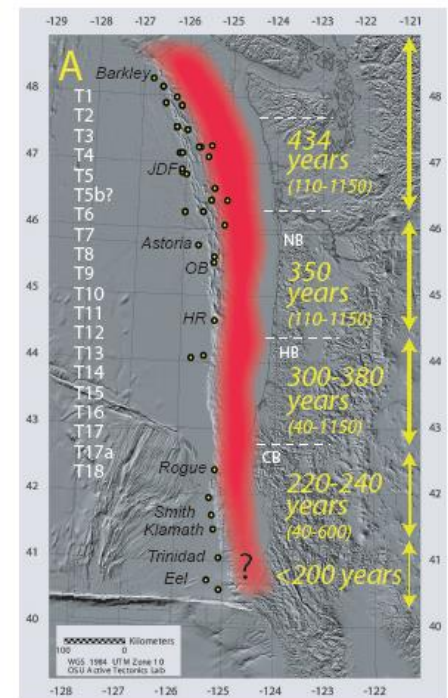 -129 -128 -127 -126 -125 -124 -123 -122 -121
A
Barkley
48
48
T1
T2
T3
T4
T5
T5b?
T6
T7
T8
T9
T10
T11
T12
T13
T14
T15
T16
T17
T17a
T18
434
years
(110-1150)
47
47
JDF
46
46
Astoria
NB
OB
350
years
(110-1150)
45
45
HR
HB
44
44
300-380
years
(40-1150)
43
43
CB
Rogue
42
42
220-240
years
(40-600)
Smith
Klamath
41
41
Trinidad
?
<200 years
Eel
40
40
Kilometers
100 0
WGS 1984 UTM Zone 10
OSU Active Tectonics Lab
-128 -127 -126 -125 -124 -123 -122 -121